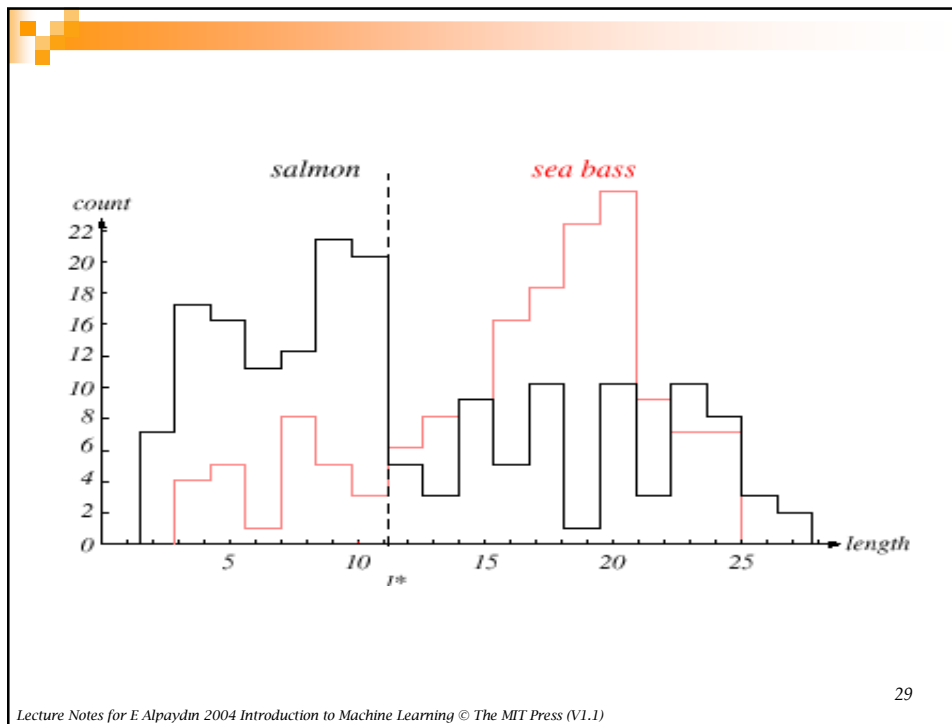 salmon sea bass
count
22
20
18
16
12
10
8
6
4
2
0
5 10 15 20 25 length
l*
29
Lecture Notes for E Alpaydın 2004 Introduction to Machine Learning © The MIT Press (V1.1)